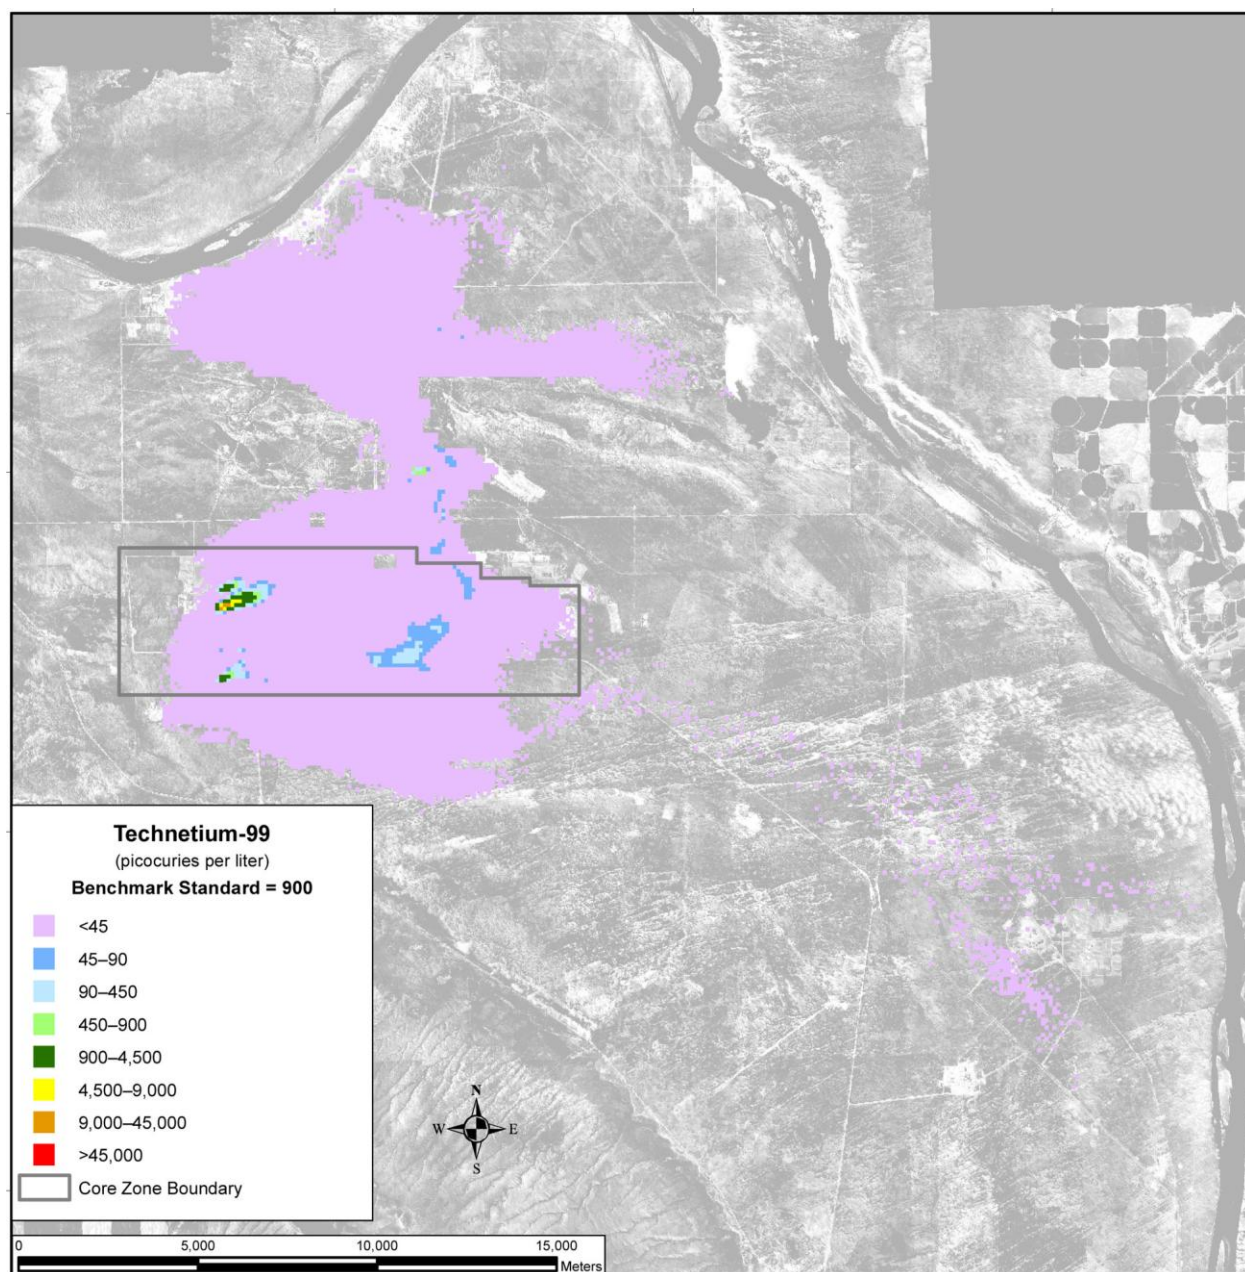 Technetium-99
(picocuries per liter)
Benchmark Standard = 900
<45
45–90
90–450
450–900
900–4,500
4,500–9,000
9,000–45,000
>45,000
Core Zone Boundary
N
W E
S
0 5,000 10,000 15,000
Meters